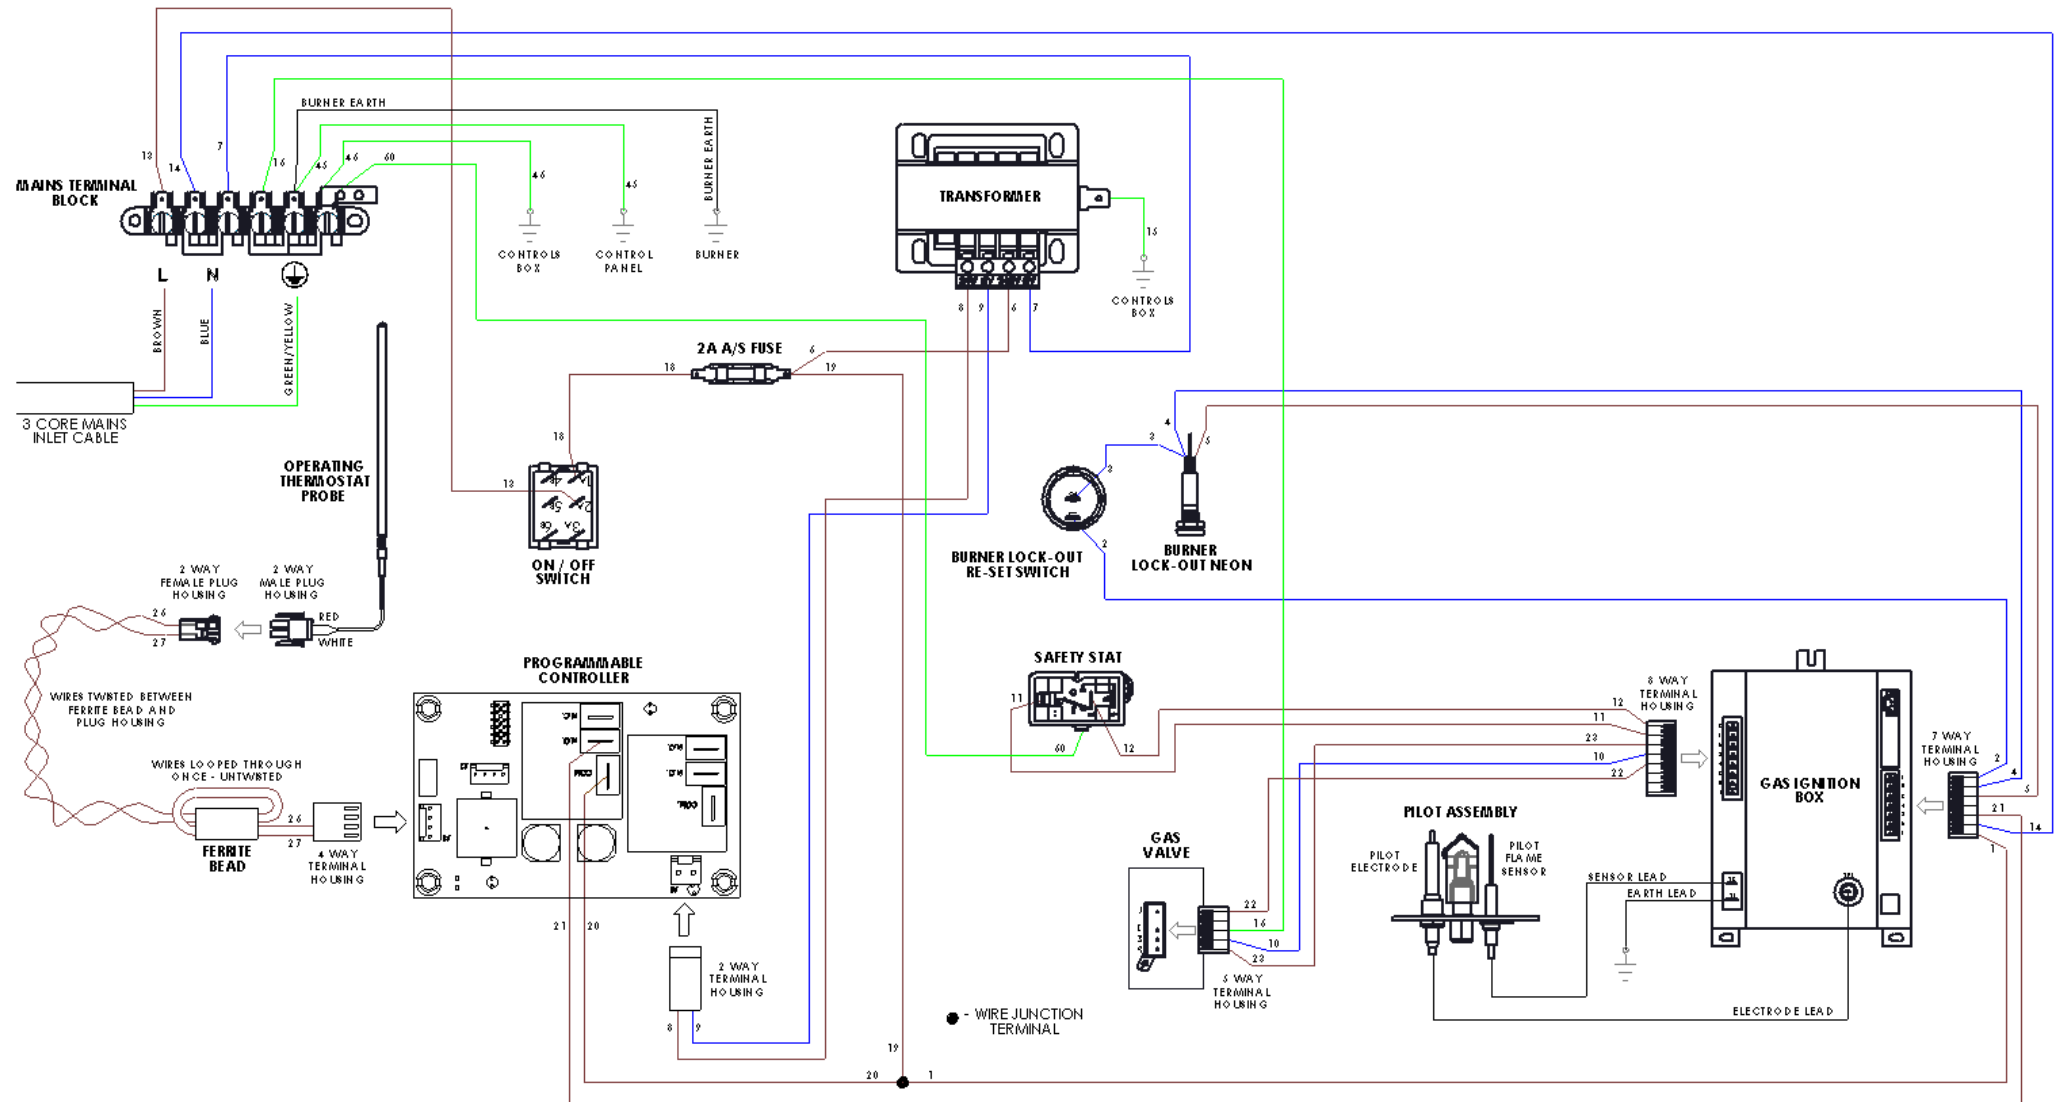 BURNER EARTH
BURNER EARTH
13
14
7
16
45
46
60
46
45
MAINS TERMINAL
BLOCK
L
N
BROWN
BLUE
GREEN/YELLOW
3 CORE MAINS
INLET CABLE
CONTROLS
BOX
CONTROL
PANEL
BURNER
TRANSFORMER
15
CONTROLS
BOX
8
9
6
7
2A A/S FUSE
18
6
19
18
13
ON / OFF
SWITCH
OPERATING
THERMOSTAT
PROBE
2 WAY
FEMALE PLUG
HOUSING
2 WAY
MALE PLUG
HOUSING
RED
WHITE
26
27
WIRES TWISTED BETWEEN
FERRITE BEAD AND
PLUG HOUSING
WIRES LOOPED THROUGH
ONCE - UNTWISTED
26
27
FERRITE
BEAD
4 WAY
TERMINAL
HOUSING
PROGRAMMABLE
CONTROLLER
21
20
2 WAY
TERMINAL
HOUSING
8
9
4
3
5
3
2
BURNER LOCK-OUT
RE-SET SWITCH
BURNER
LOCK-OUT NEON
SAFETY STAT
11
60
12
8 WAY
TERMINAL
HOUSING
12
11
23
10
22
GAS IGNITION
BOX
7 WAY
TERMINAL
HOUSING
2
4
5
21
14
1
GAS
VALVE
22
16
10
23
5 WAY
TERMINAL
HOUSING
PILOT ASSEMBLY
PILOT
ELECTRODE
PILOT
FLAME
SENSOR
SENSOR LEAD
EARTH LEAD
ELECTRODE LEAD
- WIRE JUNCTION
TERMINAL
19
20
1